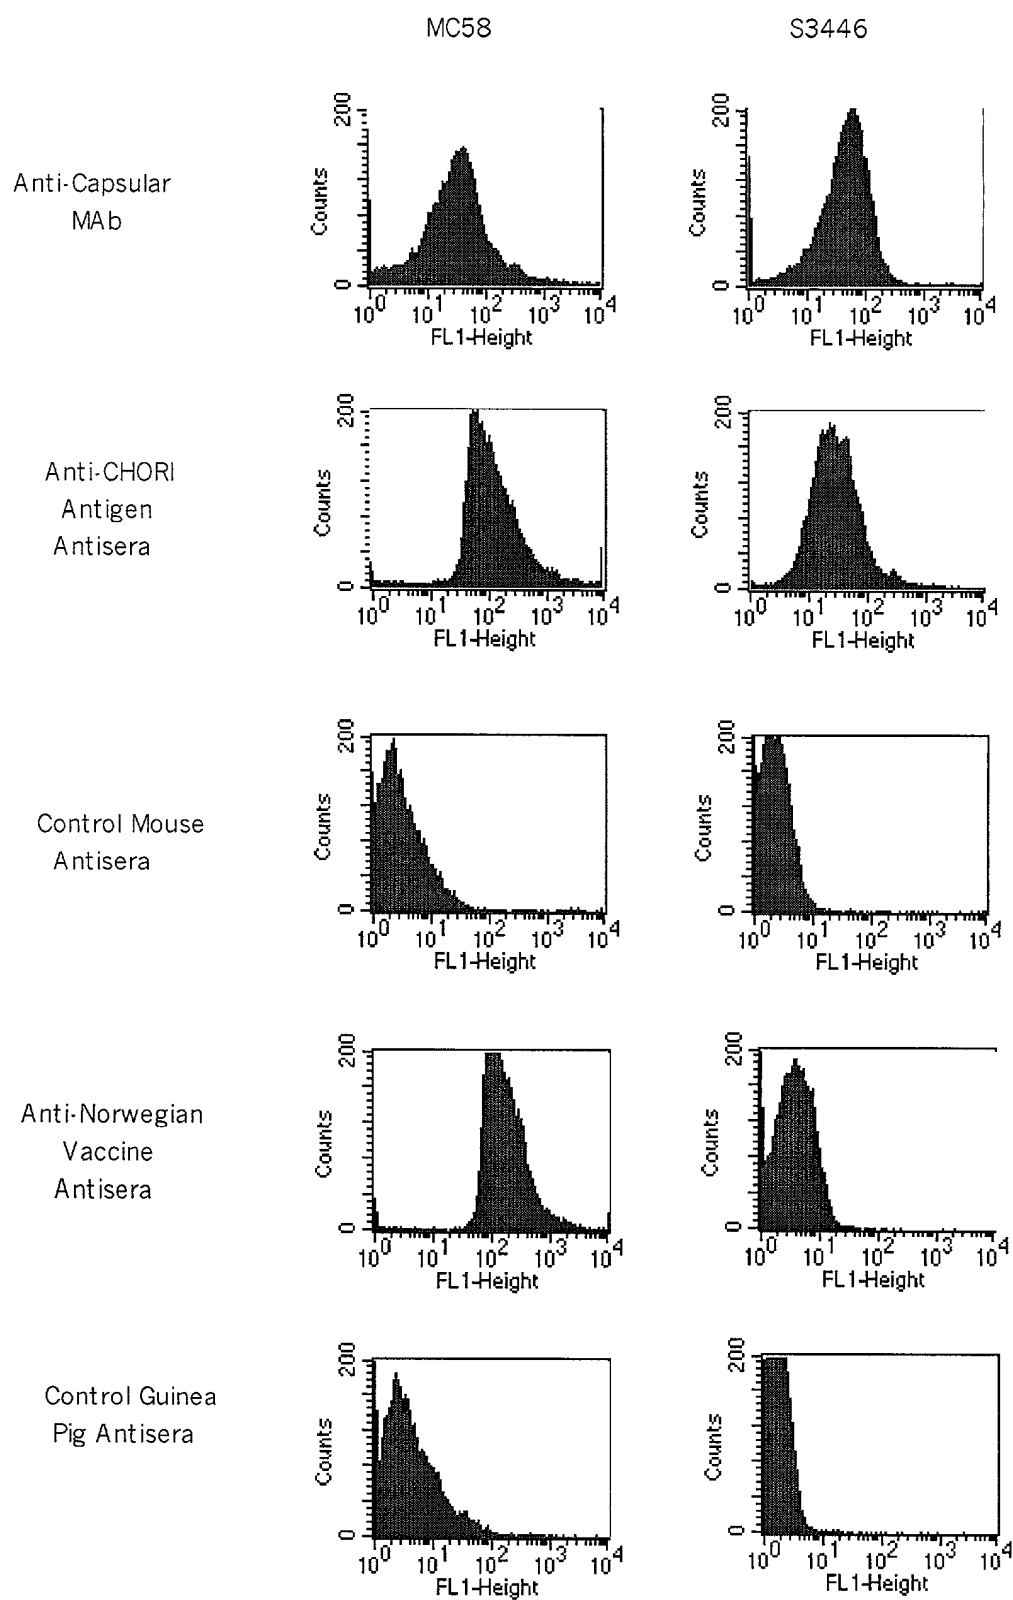 MC58 S3446
Anti-Capsular
MAb
200
Counts
0
10^0 10^1 10^2 10^3 10^4
FL1-Height
200
Counts
0
10^0 10^1 10^2 10^3 10^4
FL1-Height
Anti-CHORI
Antigen
Antisera
200
Counts
0
10^0 10^1 10^2 10^3 10^4
FL1-Height
200
Counts
0
10^0 10^1 10^2 10^3 10^4
FL1-Height
Control Mouse
Antisera
200
Counts
0
10^0 10^1 10^2 10^3 10^4
FL1-Height
200
Counts
0
10^0 10^1 10^2 10^3 10^4
FL1-Height
Anti-Norwegian
Vaccine
Antisera
200
Counts
0
10^0 10^1 10^2 10^3 10^4
FL1-Height
200
Counts
0
10^0 10^1 10^2 10^3 10^4
FL1-Height
Control Guinea
Pig Antisera
200
Counts
0
10^0 10^1 10^2 10^3 10^4
FL1-Height
200
Counts
0
10^0 10^1 10^2 10^3 10^4
FL1-Height